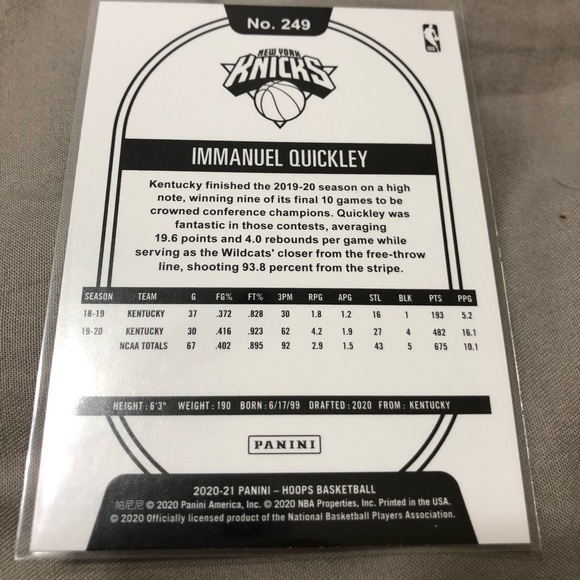 No. 249
NEW YORK
KNICKS
IMMANUEL QUICKLEY
Kentucky finished the 2019-20 season on a high
note, winning nine of its final 10 games to be
crowned conference champions. Quickley was
fantastic in those contests, averaging
19.6 points and 4.0 rebounds per game while
serving as the Wildcats' closer from the free-throw
line, shooting 93.8 percent from the stripe.
SEASON TEAM G FG% FT% 3PM RPG APG STL BLK PTS PPG
18-19 KENTUCKY 37 .372 .828 30 1.8 1.2 16 1 193 5.2
19-20 KENTUCKY 30 .416 .923 62 4.2 1.9 27 4 482 16.1
NCAA TOTALS 67 .402 .895 92 2.9 1.5 43 5 675 10.1
HEIGHT: 6'3" WEIGHT: 190 BORN: 6/17/99 DRAFTED: 2020 FROM: KENTUCKY
PANINI
2020-21 PANINI – HOOPS BASKETBALL
帕尼尼 © 2020 Panini America, Inc. © 2020 NBA Properties, Inc. Printed in the USA.
© 2020 Officially licensed product of the National Basketball Players Association.